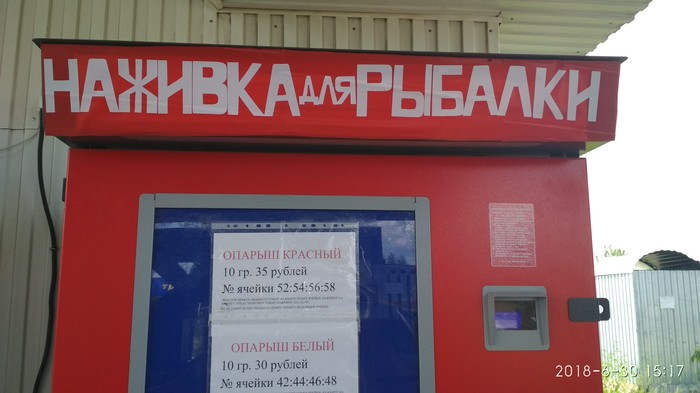 НАЖИВКА ДЛЯ РЫБАЛКИ
ОПАРЫШ КРАСНЫЙ
10 гр. 35 рублей
№ ячейки 52:54:56:58
ОПАРЫШ БЕЛЫЙ
10 гр. 30 рублей
№ ячейки 42:44:46:48
2018-6-30 15:17